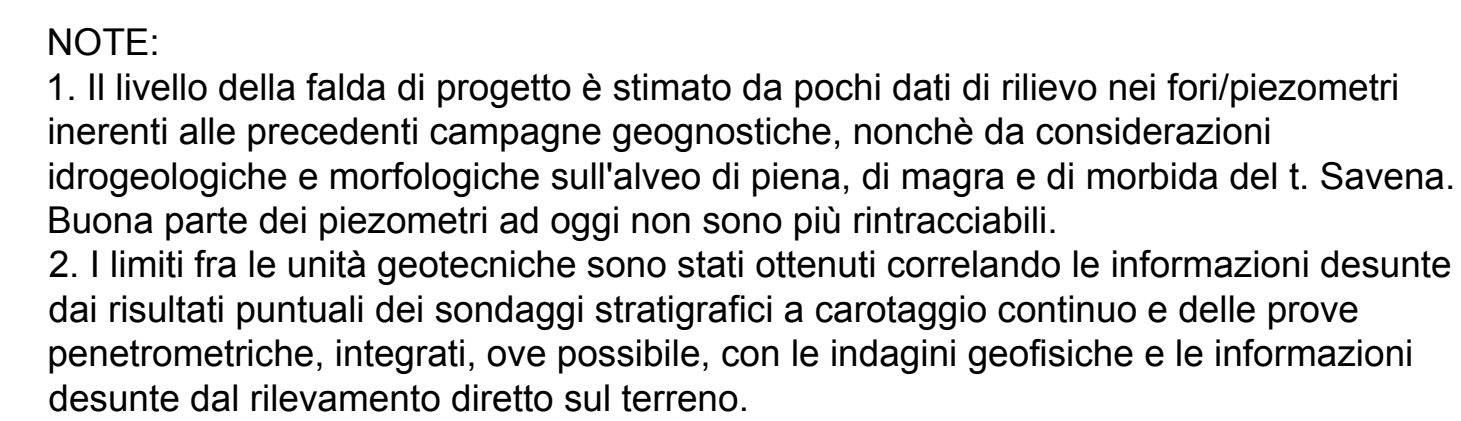 NOTE:
1. Il livello della falda di progetto è stimato da pochi dati di rilievo nei fori/piezometri
inerenti alle precedenti campagne geognostiche, nonchè da considerazioni
idrogeologiche e morfologiche sull'alveo di piena, di magra e di morbida del t. Savena.
Buona parte dei piezometri ad oggi non sono più rintracciabili.
2. I limiti fra le unità geotecniche sono stati ottenuti correlando le informazioni desunte
dai risultati puntuali dei sondaggi stratigrafici a carotaggio continuo e delle prove
penetrometriche, integrati, ove possibile, con le indagini geofisiche e le informazioni
desunte dal rilevamento diretto sul terreno.